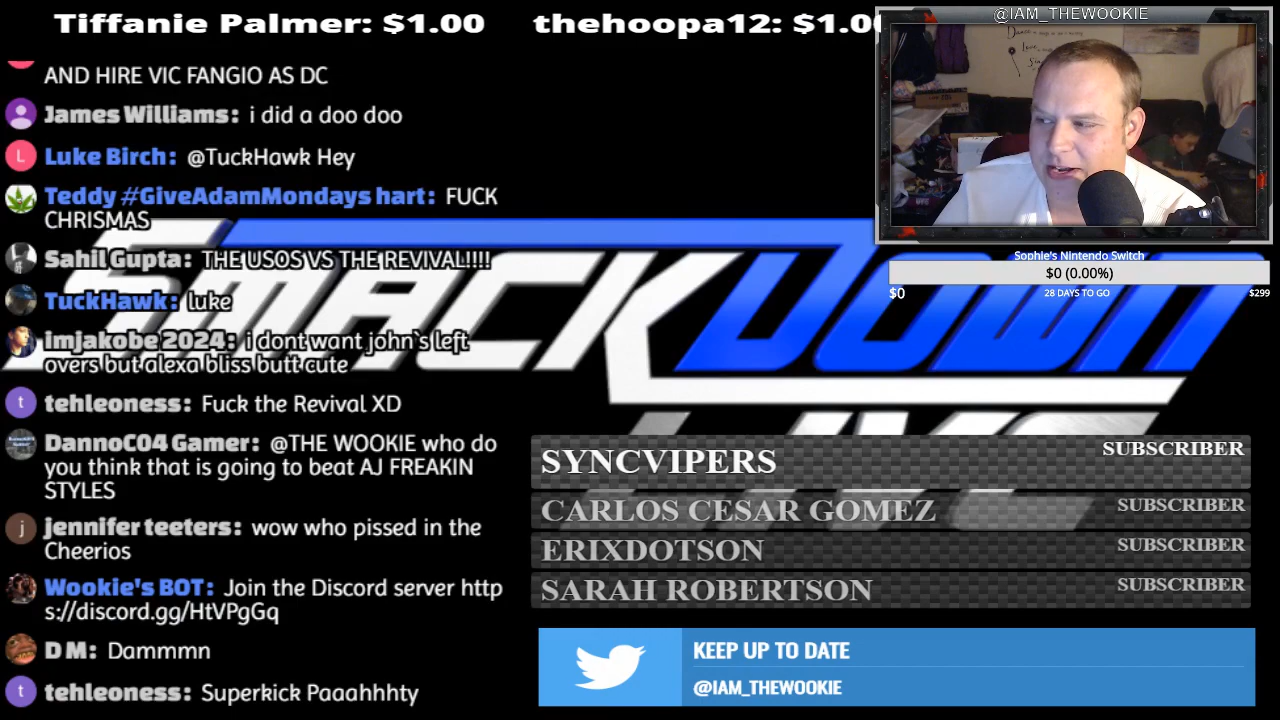 Tiffanie Palmer: $1.00 thehoopa12: $1.00
@IAM_THEWOOKIE
AND HIRE VIC FANGIO AS DC
James Williams: i did a doo doo
Luke Birch: @TuckHawk Hey
Teddy #GiveAdamMondays hart: FUCK
CHRISMAS
Sahil Gupta: THE USOS VS THE REVIVAL!!!!
TuckHawk: luke
imjakobe 2024: i dont want john`s left
overs but alexa bliss butt cute
tehleoness: Fuck the Revival XD
DannoC04 Gamer: @THE WOOKIE who do
you think that is going to beat AJ FREAKIN
STYLES
jennifer teeters: wow who pissed in the
Cheerios
Wookie's BOT: Join the Discord server http
s://discord.gg/HtVPgGq
D M: Dammmn
tehleoness: Superkick Paaahhhty
SMACKDOWN
LIVE
Sophie's Nintendo Switch
$0 (0.00%)
$0 28 DAYS TO GO $299
SYNCVIPERS SUBSCRIBER
CARLOS CESAR GOMEZ SUBSCRIBER
ERIXDOTSON SUBSCRIBER
SARAH ROBERTSON SUBSCRIBER
KEEP UP TO DATE
@IAM_THEWOOKIE